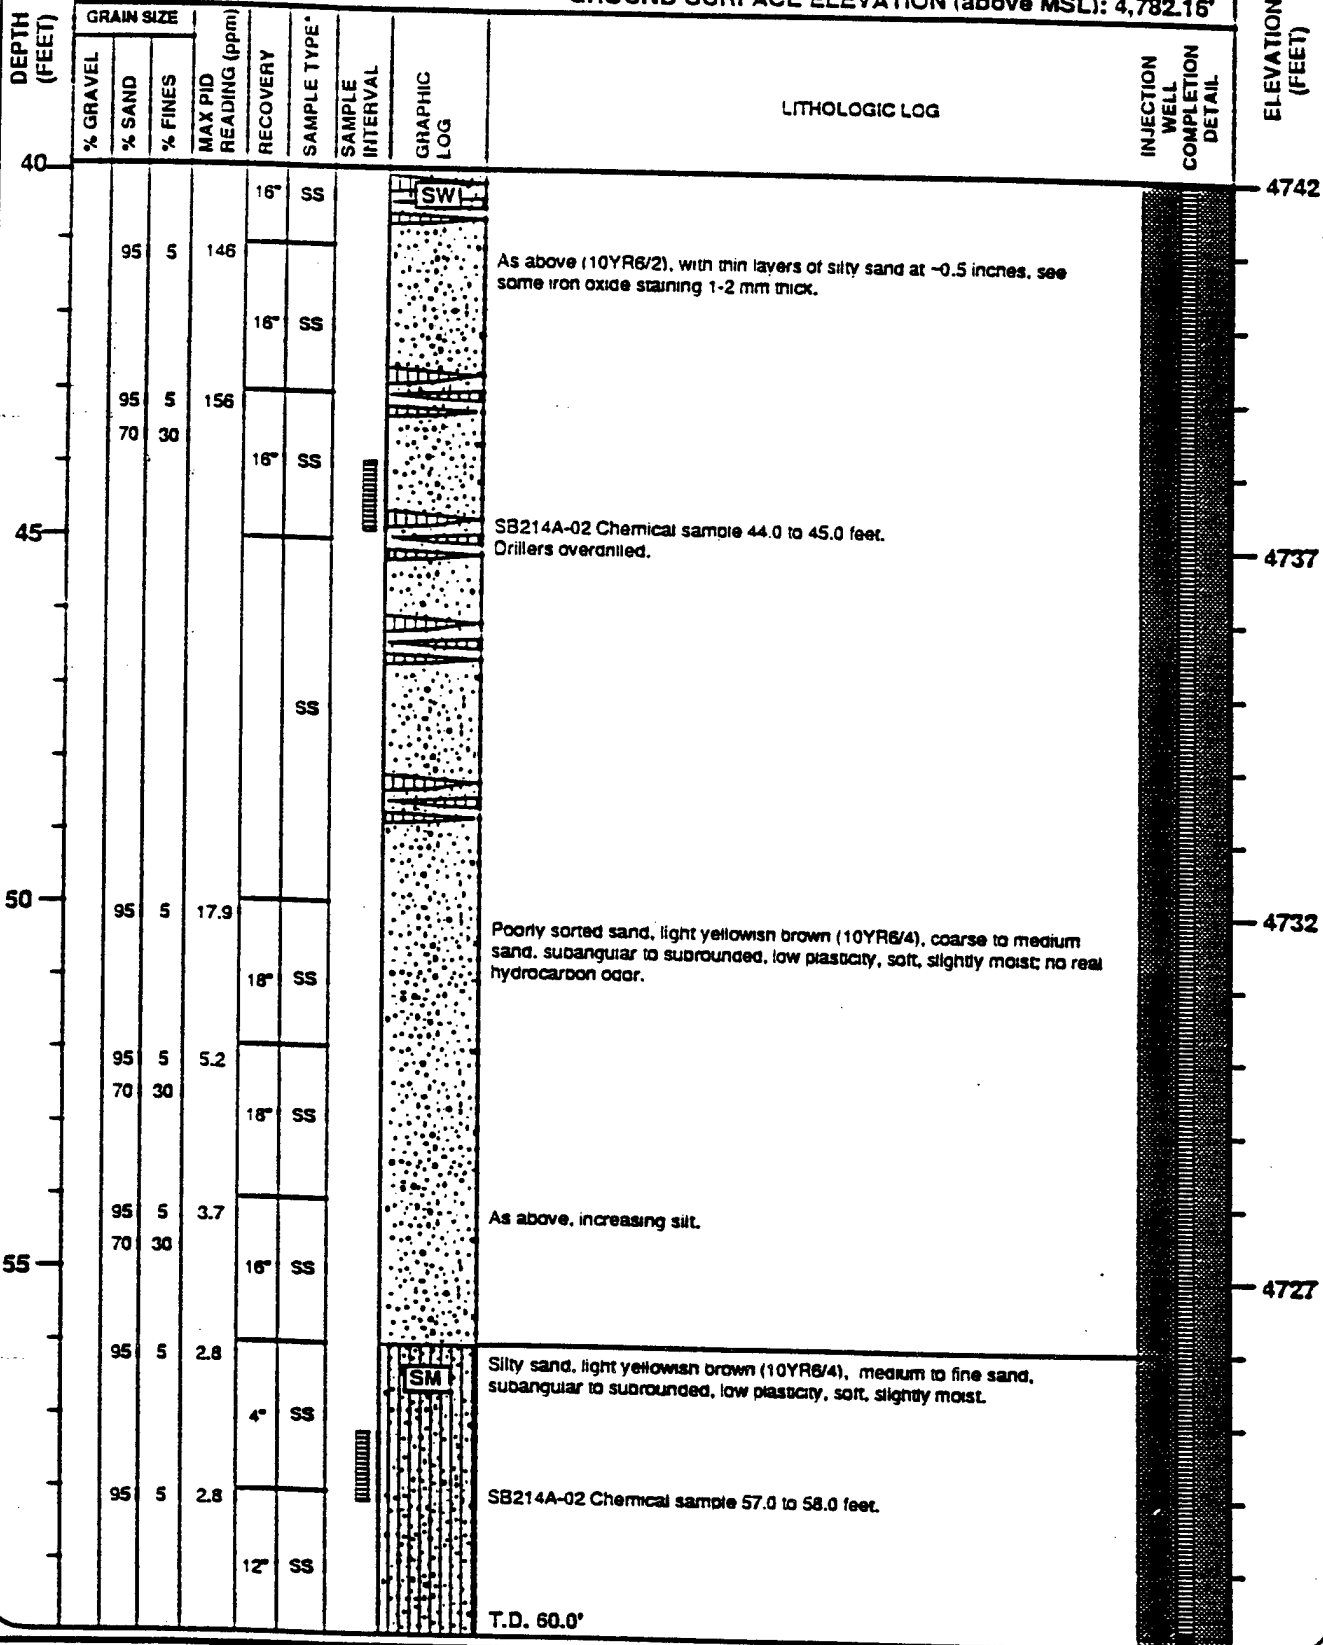 GROUND SURFACE ELEVATION (above MSL): 4,782.16'
DEPTH (FEET)
GRAIN SIZE
% GRAVEL
% SAND
% FINES
MAX PID READING (ppm)
RECOVERY
SAMPLE TYPE*
SAMPLE INTERVAL
GRAPHIC LOG
LITHOLOGIC LOG
INJECTION WELL COMPLETION DETAIL
ELEVATION (FEET)
40
16" SS
SW
4742
95 5 146
As above (10YR6/2), with thin layers of silty sand at ~0.5 inches, see
some iron oxide staining 1-2 mm thick.
16" SS
95 5 156
70 30
16" SS
45
SB214A-02 Chemical sample 44.0 to 45.0 feet.
Drillers overdrilled.
4737
SS
50
95 5 17.9
4732
Poorly sorted sand, light yellowish brown (10YR6/4), coarse to medium
sand, subangular to subrounded, low plasticity, soft, slightly moist; no real
hydrocarbon odor.
18" SS
95 5 5.2
70 30
18" SS
95 5 3.7
As above, increasing silt.
70 30
55
16" SS
4727
95 5 2.8
SM
Silty sand, light yellowish brown (10YR6/4), medium to fine sand,
subangular to subrounded, low plasticity, soft, slightly moist.
4" SS
95 5 2.8
SB214A-02 Chemical sample 57.0 to 58.0 feet.
12" SS
T.D. 60.0'